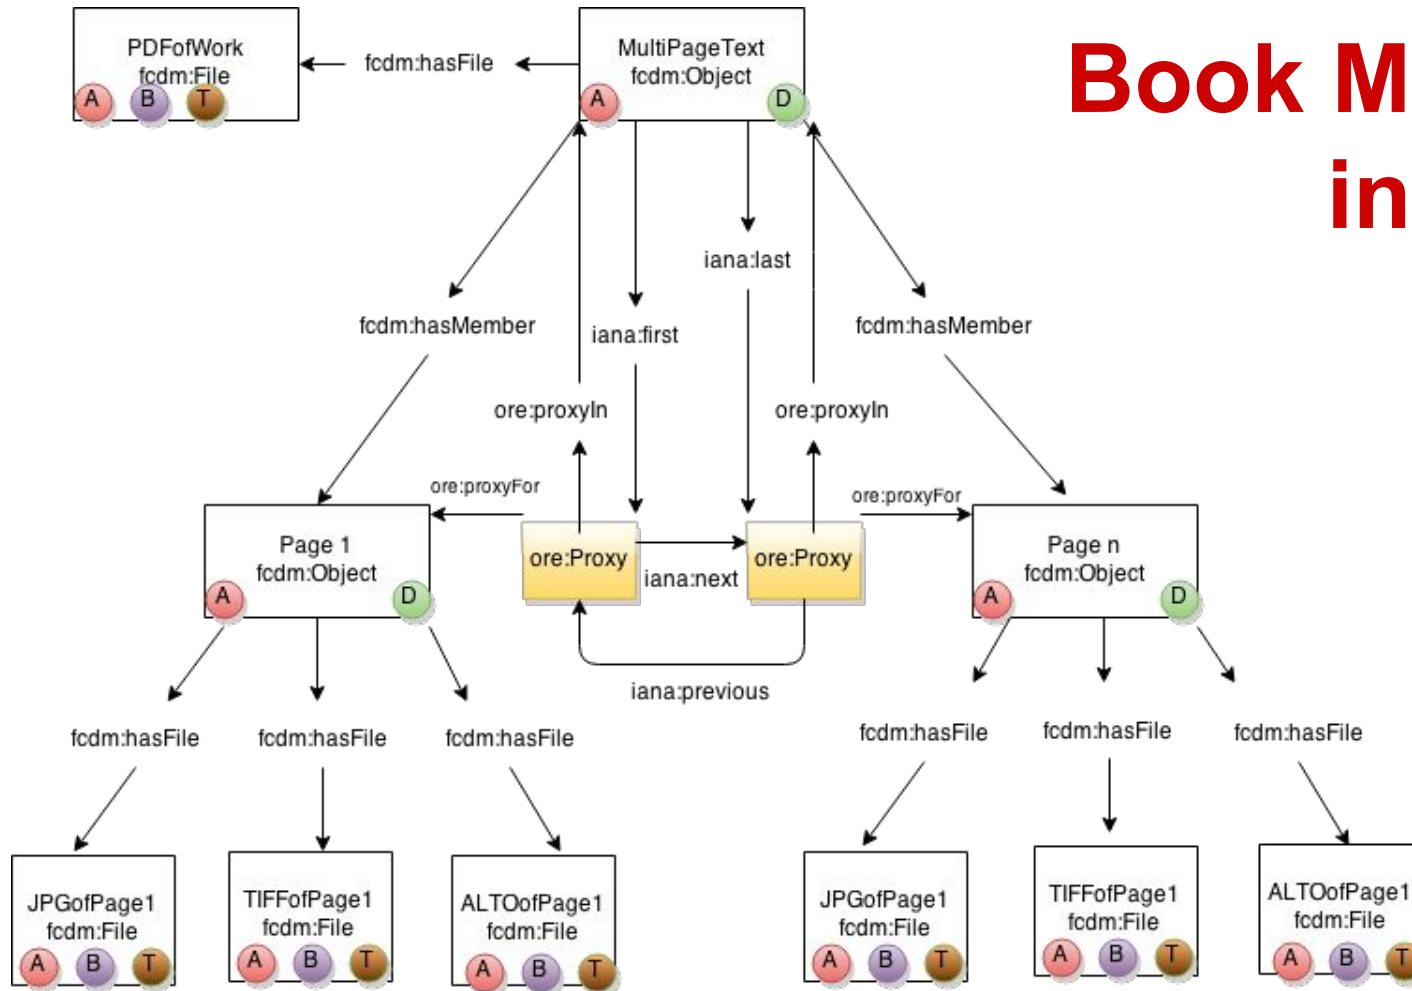 Book M
in
PDFofWork
fcdm:File
A B T
fcdm:hasFile
MultiPageText
fcdm:Object
A D
iana:last
fcdm:hasMember
iana:first
fcdm:hasMember
ore:proxyIn
ore:proxyIn
ore:proxyFor
ore:proxyFor
Page 1
fcdm:Object
A D
ore:Proxy
iana:next
ore:Proxy
Page n
fcdm:Object
A D
iana:previous
fcdm:hasFile
fcdm:hasFile
fcdm:hasFile
fcdm:hasFile
fcdm:hasFile
fcdm:hasFile
JPGofPage1
fcdm:File
A B T
TIFFofPage1
fcdm:File
A B T
ALTOofPage1
fcdm:File
A B T
JPGofPage1
fcdm:File
A B T
TIFFofPage1
fcdm:File
A B T
ALTOofPage1
fcdm:File
A B T